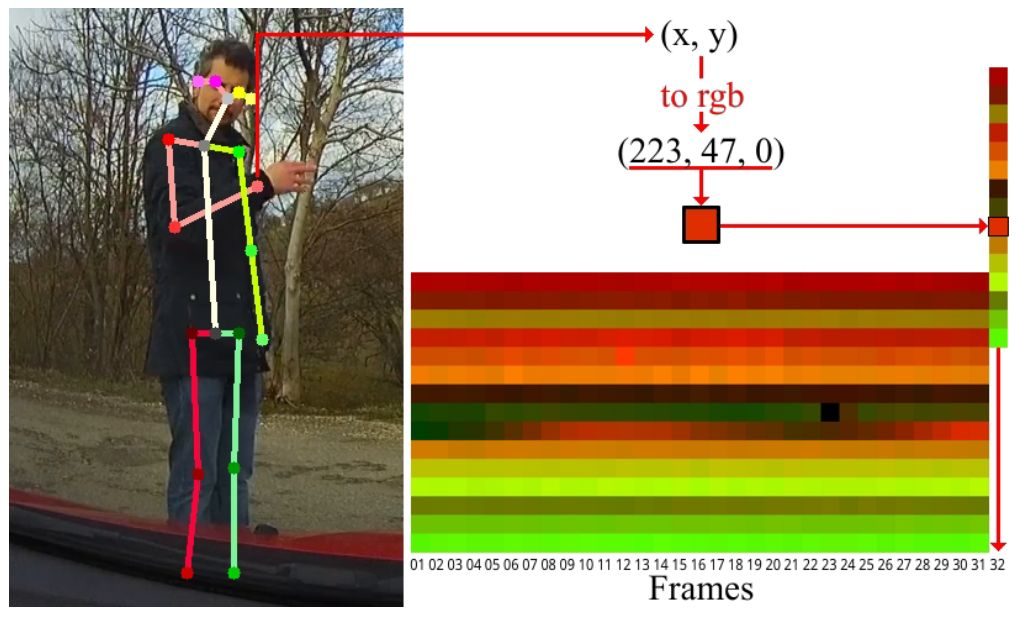 (x, y)
to rgb
(223, 47, 0)
01 02 03 04 05 06 07 08 09 10 11 12 13 14 15 16 17 18 19 20 21 22 23 24 25 26 27 28 29 30 31 32
Frames